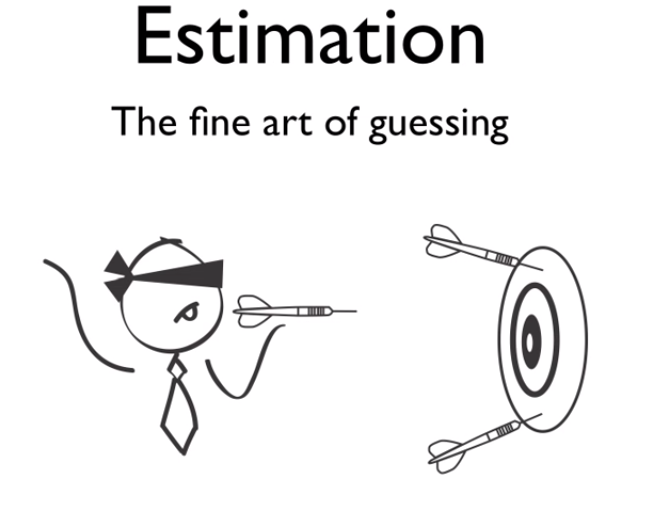 Estimation
The fine art of guessing